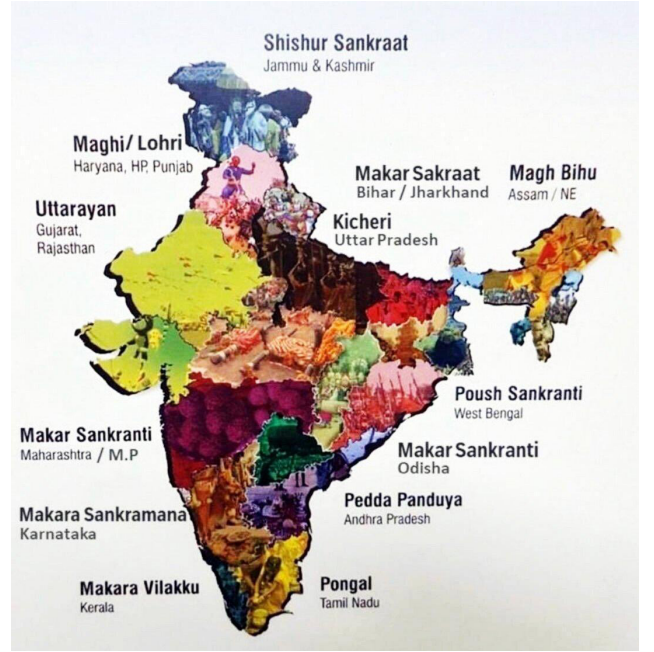 Shishur Sankraat
Jammu & Kashmir
Maghi/ Lohri
Haryana, HP, Punjab
Makar Sakraat
Bihar / Jharkhand
Magh Bihu
Assam / NE
Uttarayan
Gujarat,
Rajasthan
Kicheri
Uttar Pradesh
Poush Sankranti
West Bengal
Makar Sankranti
Maharashtra / M.P
Makar Sankranti
Odisha
Pedda Panduya
Andhra Pradesh
Makara Sankramana
Karnataka
Makara Vilakku
Kerala
Pongal
Tamil Nadu